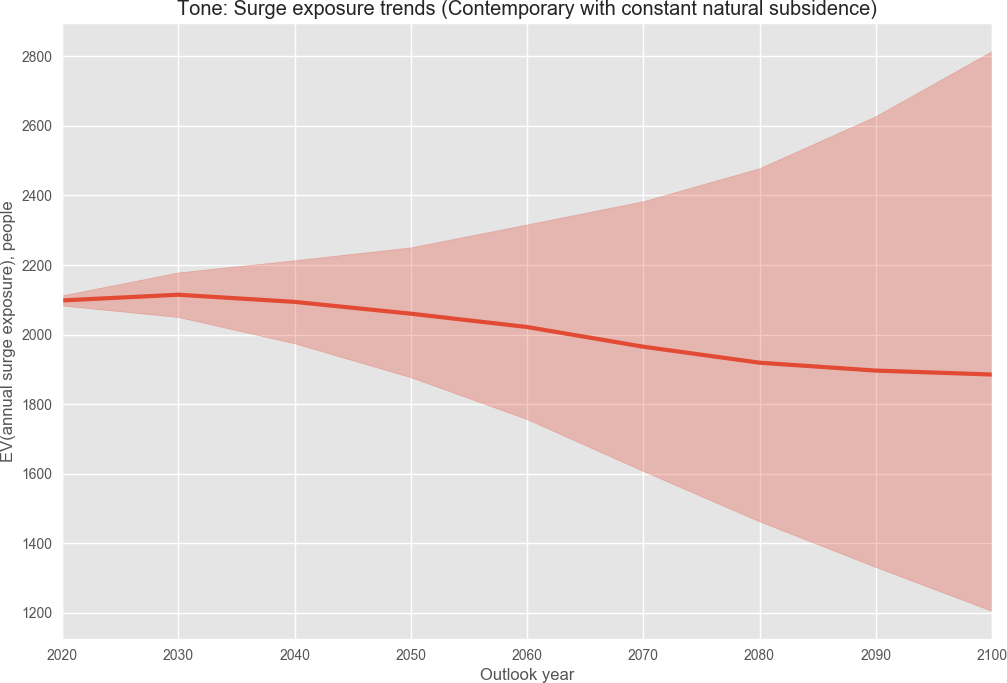 Tone: Surge exposure trends (Contemporary with constant natural subsidence)
EV(annual surge exposure), people
2800
2600
2400
2200
2000
1800
1600
1400
1200
2020 2030 2040 2050 2060 2070 2080 2090 2100
Outlook year